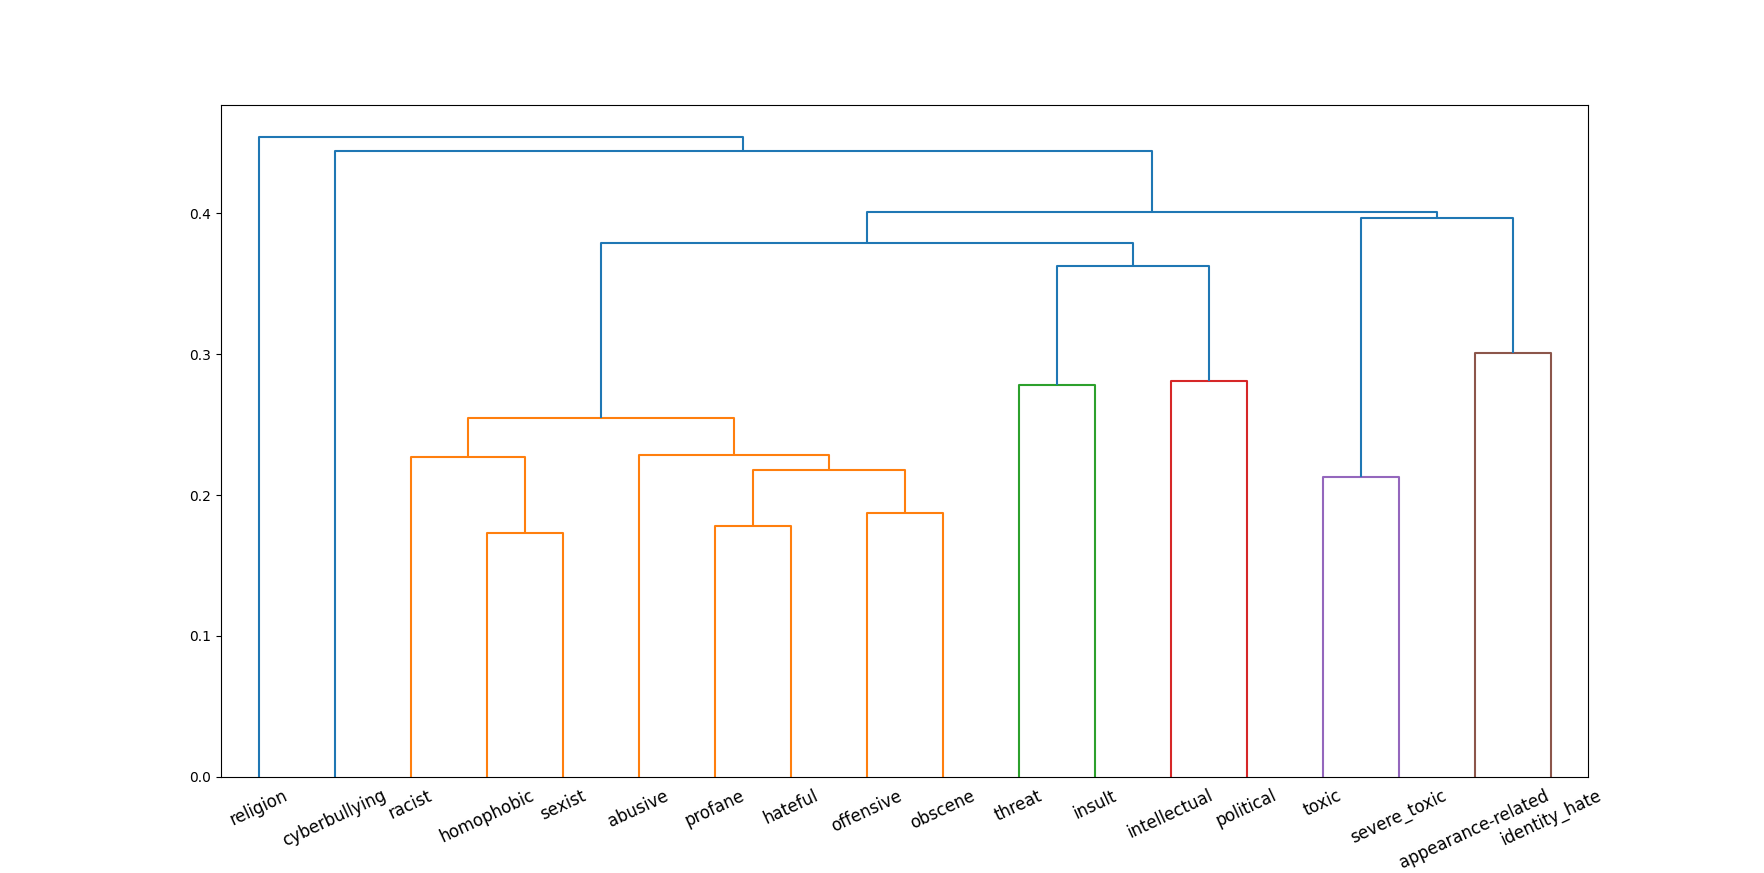 0.4
0.3
0.2
0.1
0.0
religion
cyberbullying
racist
homophobic
sexist
abusive
profane
hateful
offensive
obscene
threat
insult
intellectual
political
toxic
severe_toxic
appearance-related
identity_hate